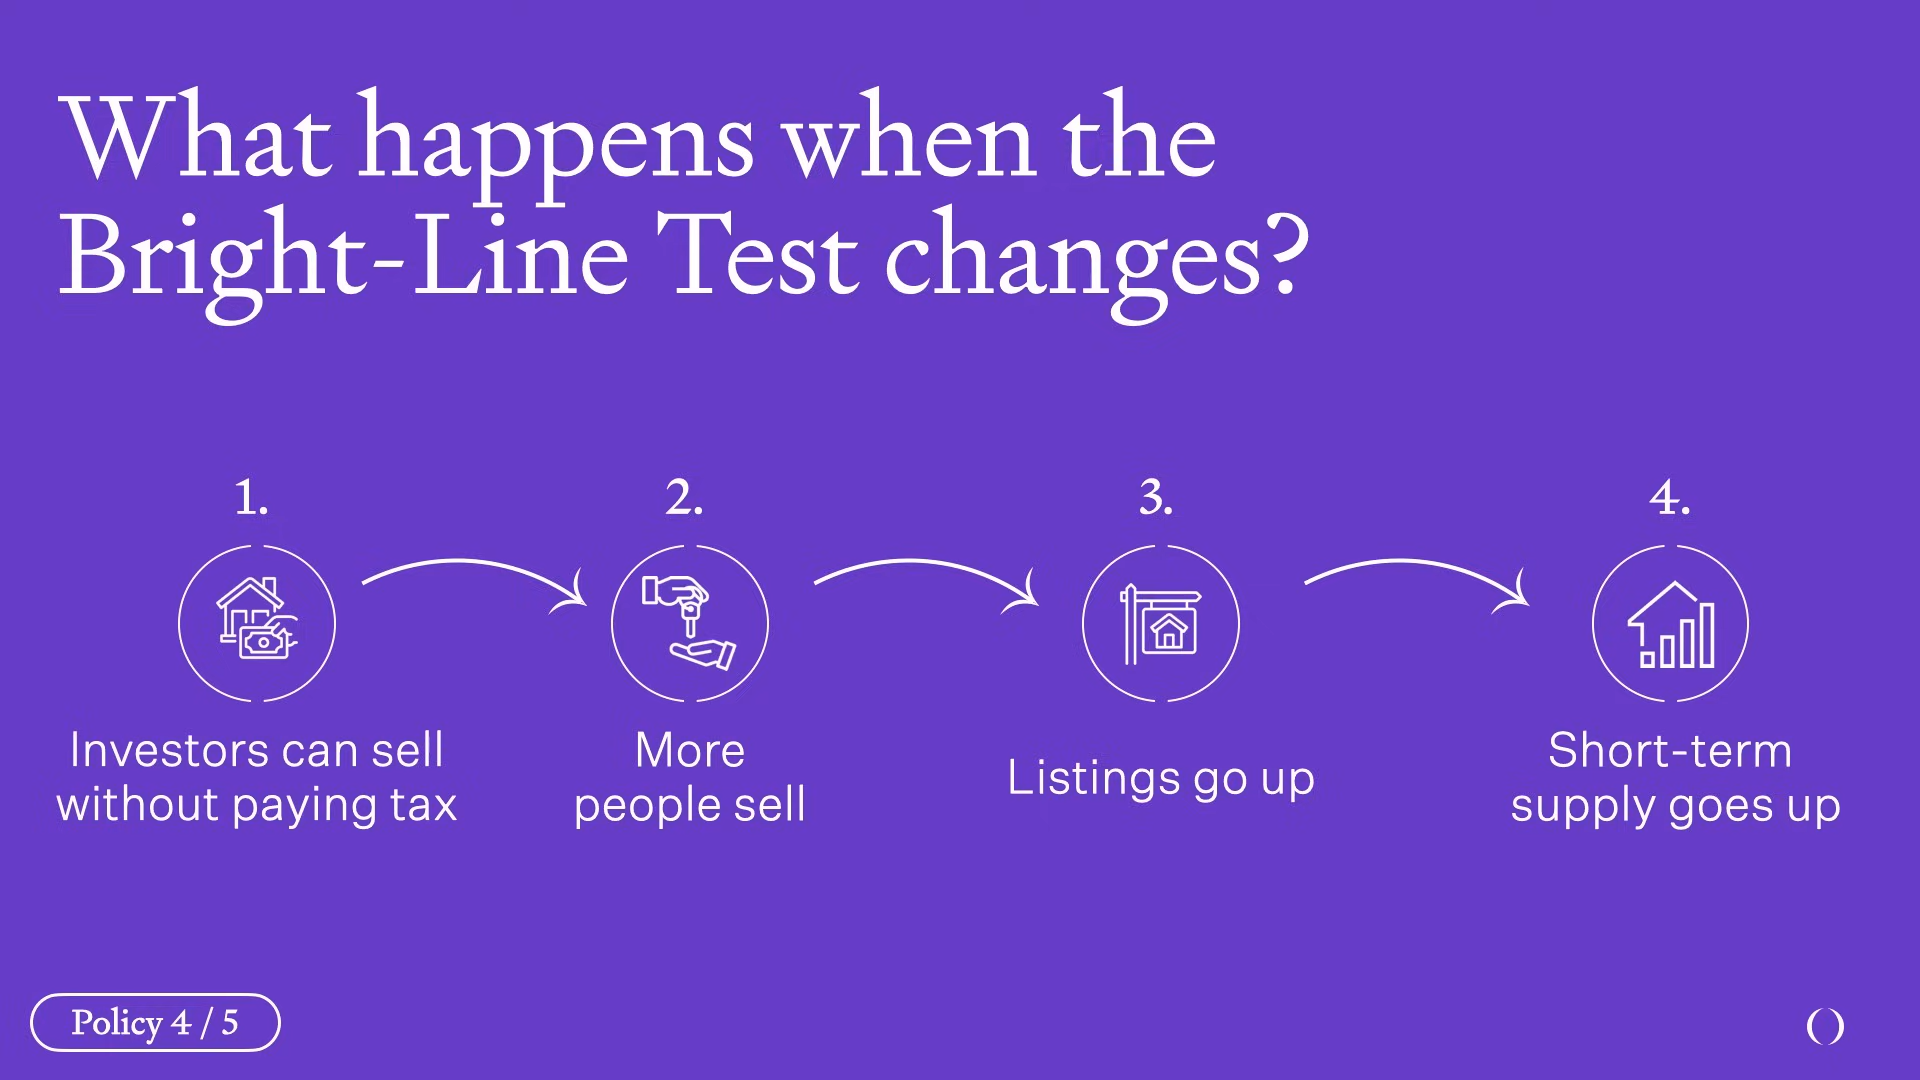 What happens when the
Bright-Line Test changes?
1.
Investors can sell
without paying tax
2.
More
people sell
3.
Listings go up
4.
Short-term
supply goes up
Policy 4 / 5